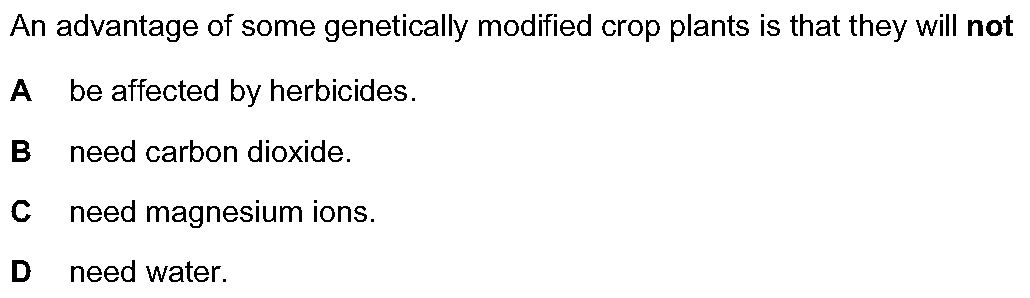 An advantage of some genetically modified crop plants is that they will not
A be affected by herbicides.
B need carbon dioxide.
C need magnesium ions.
D need water.